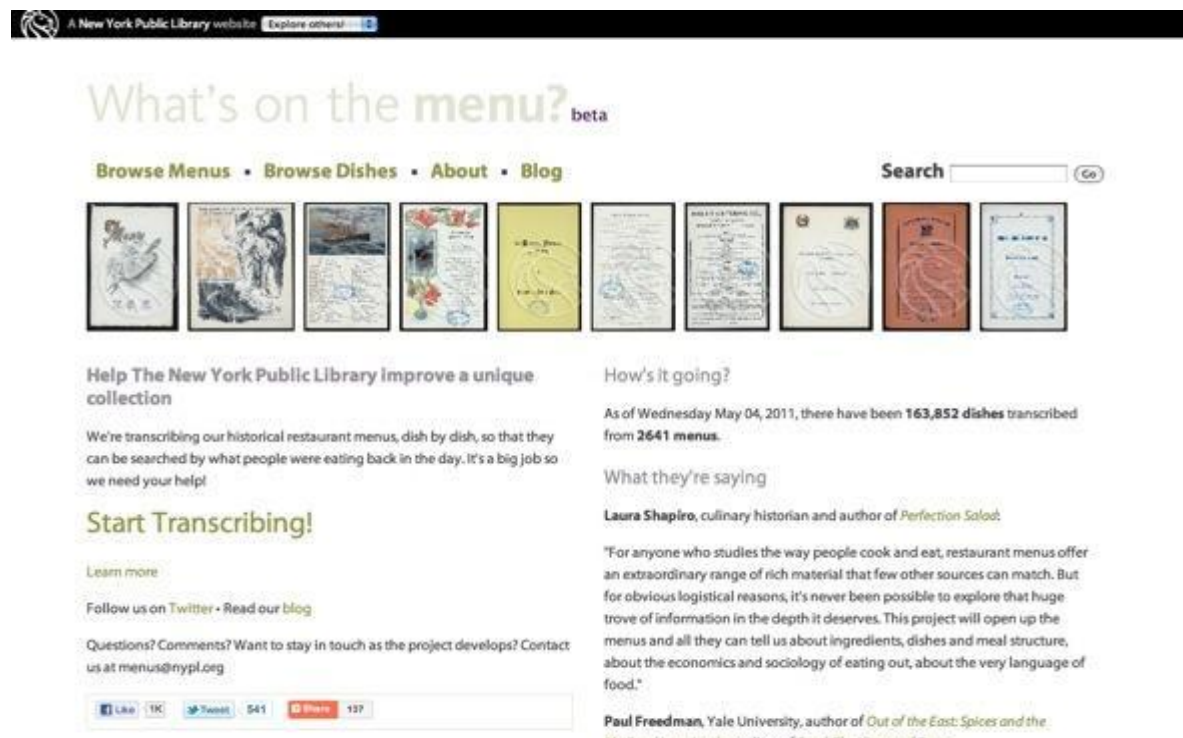 A New York Public Library website Explore others!
What's on the menu? beta
Browse Menus • Browse Dishes • About • Blog
Search Go
Help The New York Public Library improve a unique
collection
We're transcribing our historical restaurant menus, dish by dish, so that they
can be searched by what people were eating back in the day. It's a big job so
we need your help!
Start Transcribing!
Learn more
Follow us on Twitter • Read our blog
Questions? Comments? Want to stay in touch as the project develops? Contact
us at menus@nypl.org
Like 1K Tweet 541 Share 137
How's it going?
As of Wednesday May 04, 2011, there have been 163,852 dishes transcribed
from 2641 menus.
What they're saying
Laura Shapiro, culinary historian and author of Perfection Salad:
"For anyone who studies the way people cook and eat, restaurant menus offer
an extraordinary range of rich material that few other sources can match. But
for obvious logistical reasons, it's never been possible to explore that huge
trove of information in the depth it deserves. This project will open up the
menus and all they can tell us about ingredients, dishes and meal structure,
about the economics and sociology of eating out, about the very language of
food."
Paul Freedman, Yale University, author of Out of the East: Spices and the